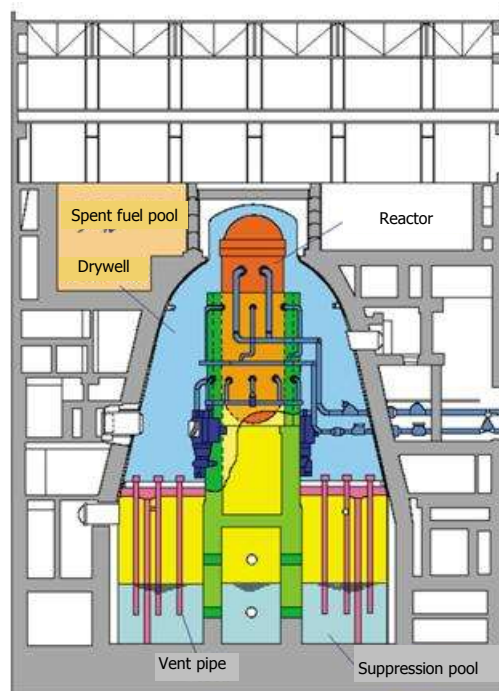 Spent fuel pool
Reactor
Drywell
Vent pipe
Suppression pool